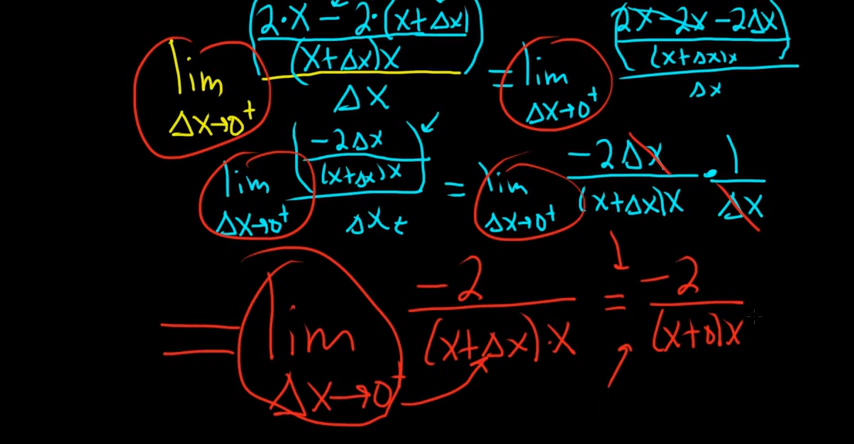 lim Δx→0⁺ ((2·x − 2·(x+Δx))/((x+Δx)x))/Δx = lim Δx→0⁺ ((2x−2x−2Δx)/((x+Δx)x))/Δx
lim Δx→0⁺ ((−2Δx)/((x+Δx)x))/Δx = lim Δx→0⁺ (−2Δx)/((x+Δx)x) · 1/Δx
= lim Δx→0⁺ (−2)/((x+Δx)·x) = (−2)/((x+0)x)